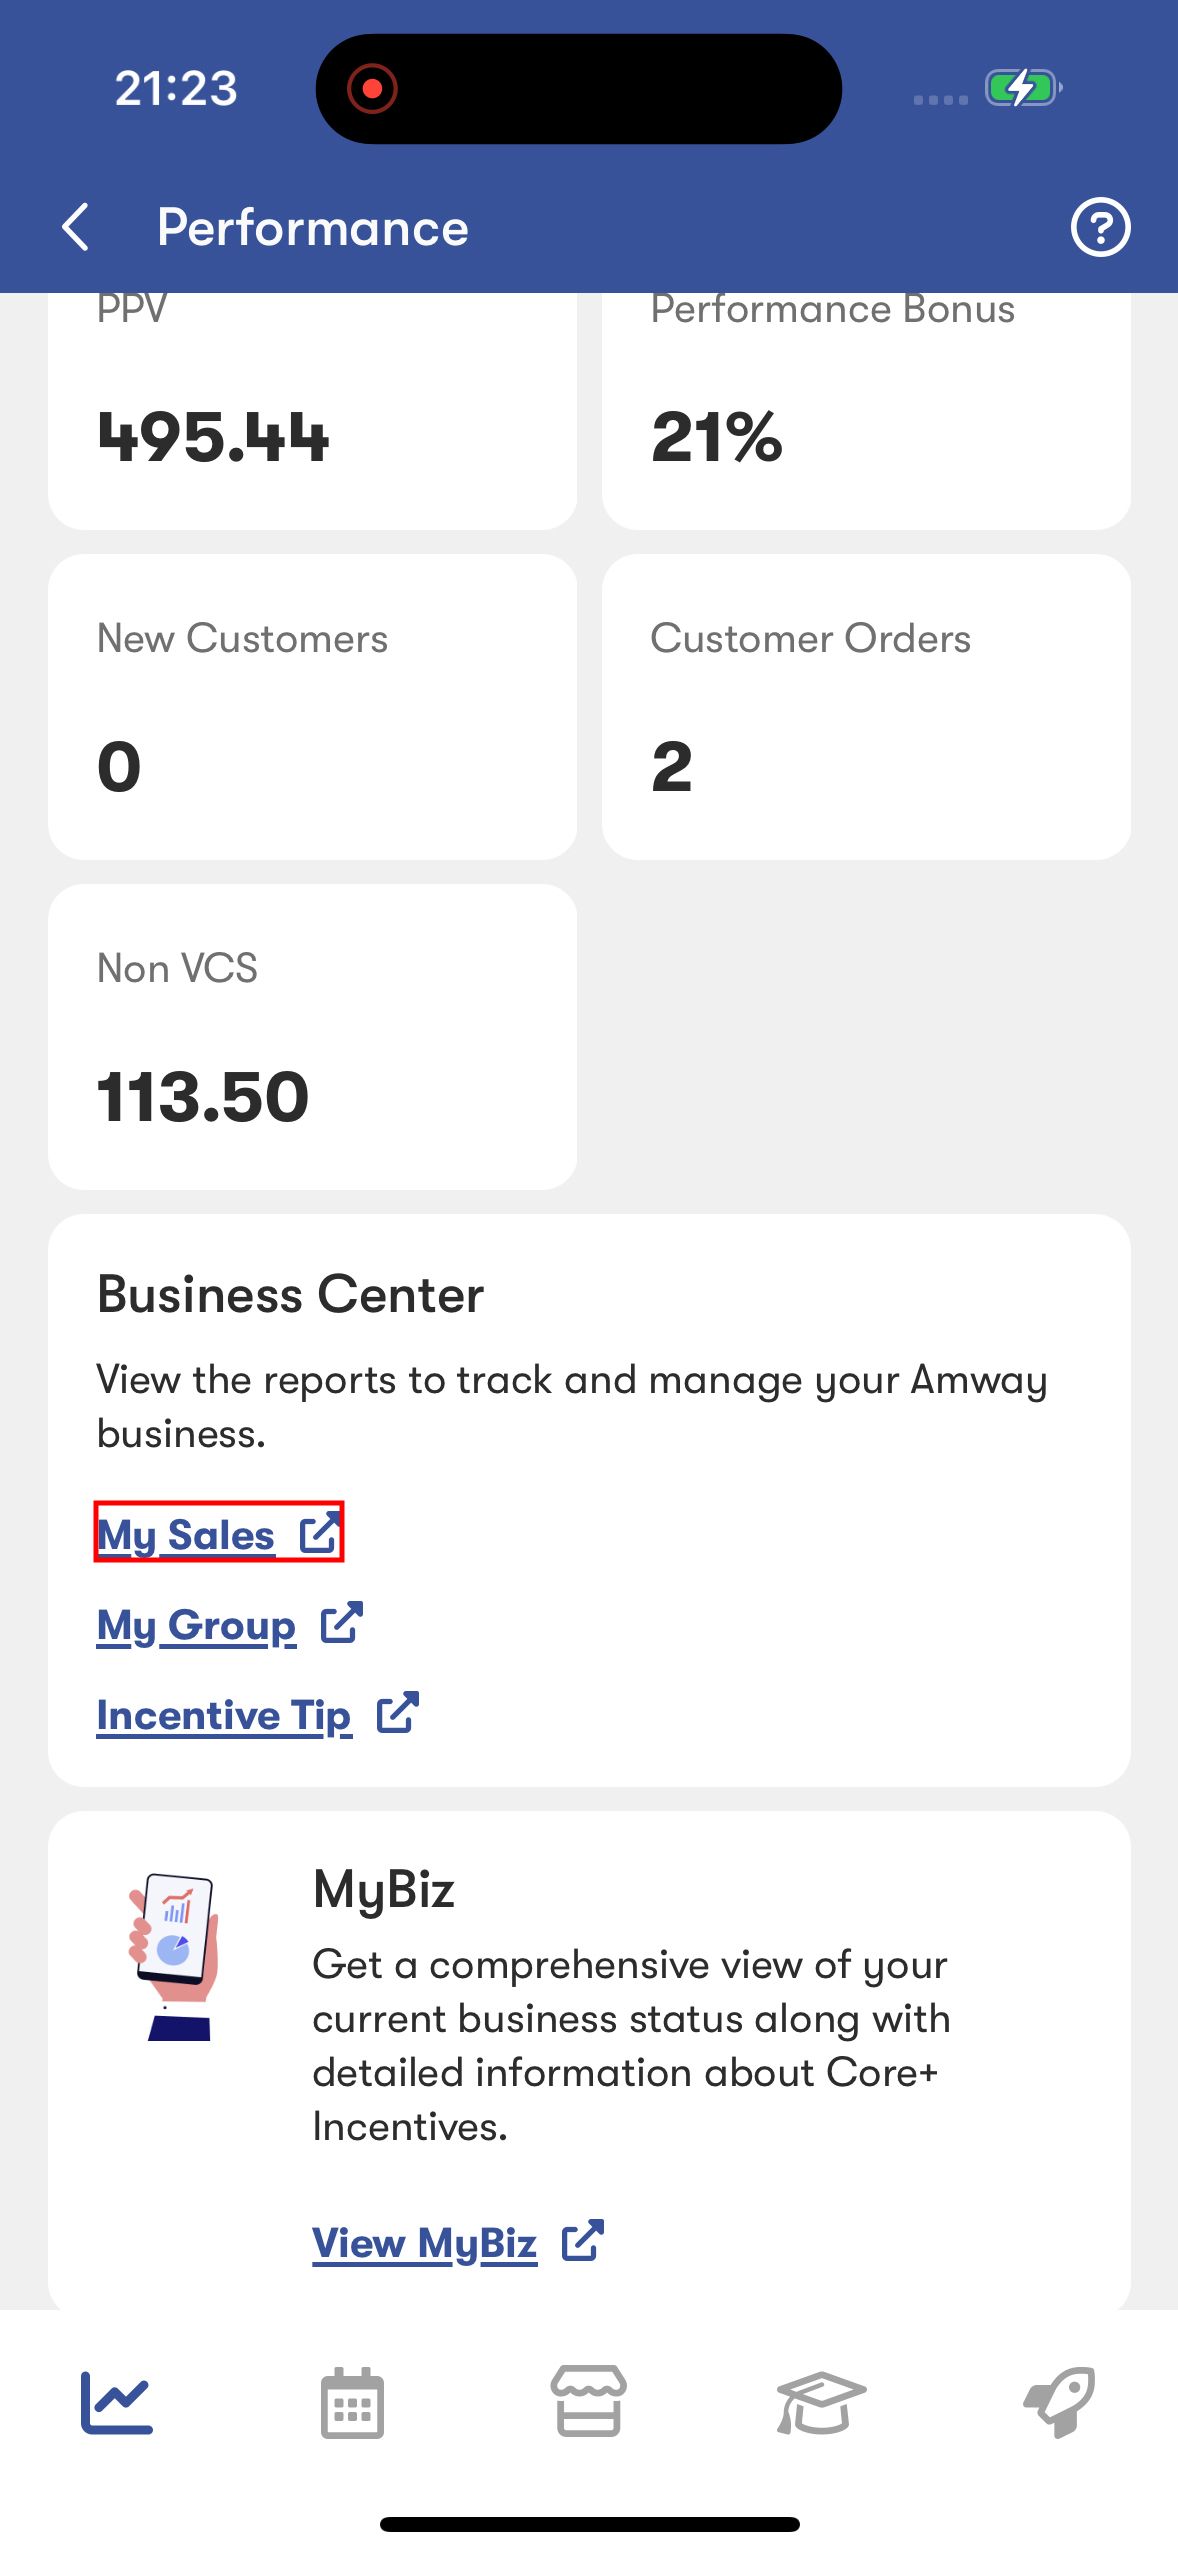 21:23
Performance
PPV
Performance Bonus
495.44
21%
New Customers
Customer Orders
0
2
Non VCS
113.50
Business Center
View the reports to track and manage your Amway
business.
My Sales
My Group
Incentive Tip
MyBiz
Get a comprehensive view of your
current business status along with
detailed information about Core+
Incentives.
View MyBiz